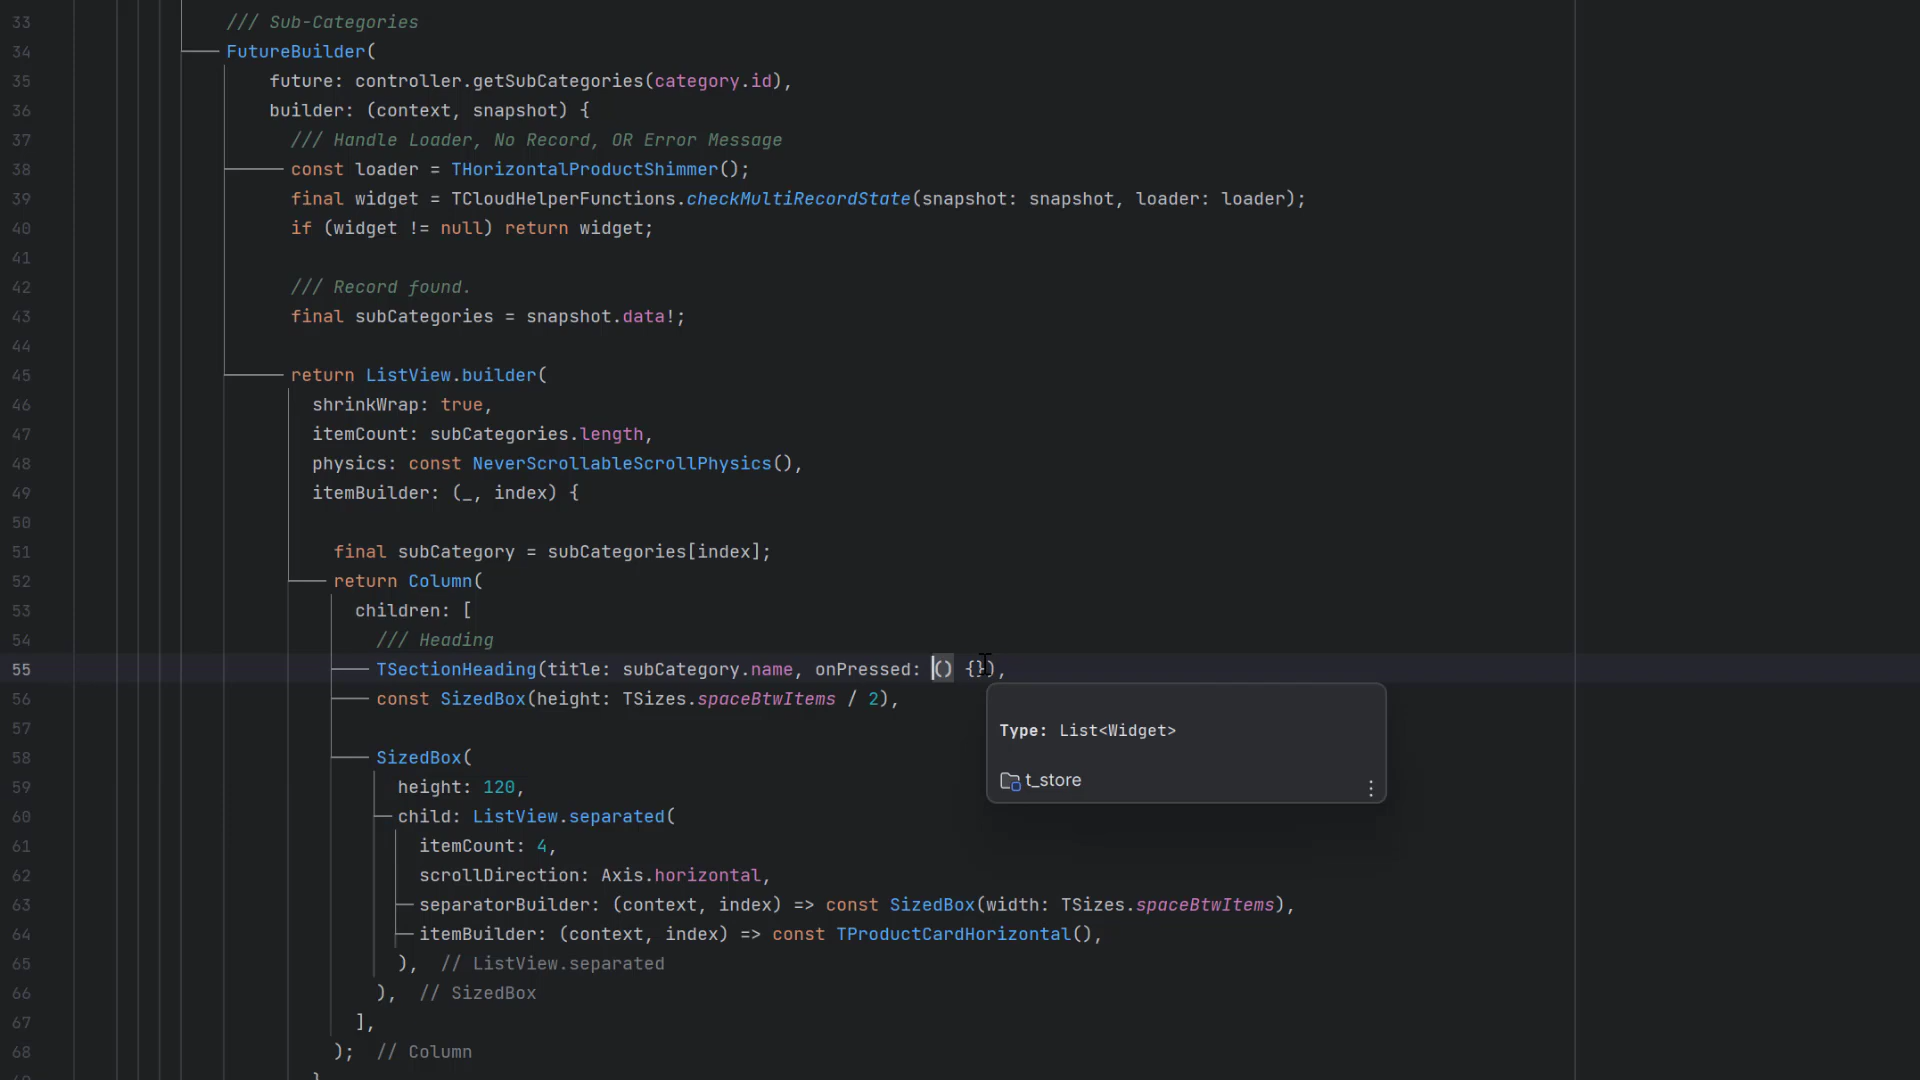 33 /// Sub-Categories
34 FutureBuilder(
35 future: controller.getSubCategories(category.id),
36 builder: (context, snapshot) {
37 /// Handle Loader, No Record, OR Error Message
38 const loader = THorizontalProductShimmer();
39 final widget = TCloudHelperFunctions.checkMultiRecordState(snapshot: snapshot, loader: loader);
40 if (widget != null) return widget;
41
42 /// Record found.
43 final subCategories = snapshot.data!;
44
45 return ListView.builder(
46 shrinkWrap: true,
47 itemCount: subCategories.length,
48 physics: const NeverScrollableScrollPhysics(),
49 itemBuilder: (_, index) {
50
51 final subCategory = subCategories[index];
52 return Column(
53 children: [
54 /// Heading
55 TSectionHeading(title: subCategory.name, onPressed: () {}),
56 const SizedBox(height: TSizes.spaceBtwItems / 2),
57
Type: List<Widget>
58 SizedBox(
t_store
59 height: 120,
60 child: ListView.separated(
61 itemCount: 4,
62 scrollDirection: Axis.horizontal,
63 separatorBuilder: (context, index) => const SizedBox(width: TSizes.spaceBtwItems),
64 itemBuilder: (context, index) => const TProductCardHorizontal(),
65 ), // ListView.separated
66 ), // SizedBox
67 ],
68 ); // Column